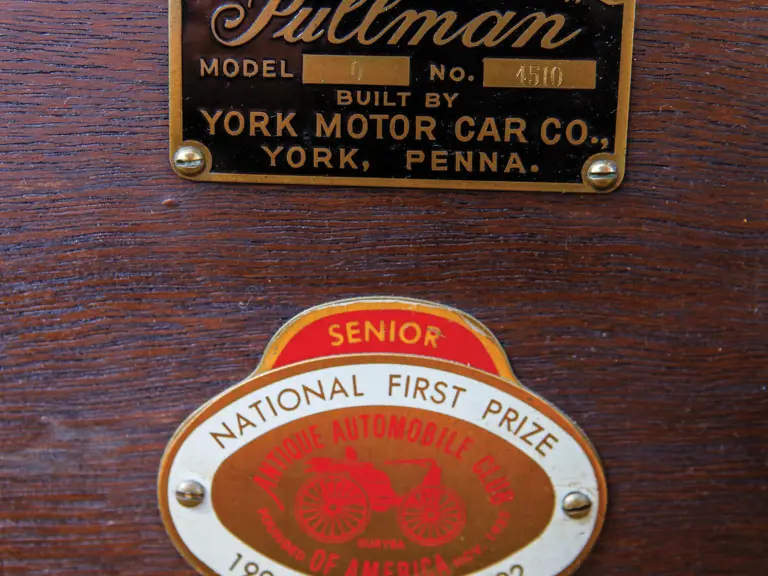 Pullman
MODEL O No. 4510
BUILT BY
YORK MOTOR CAR CO.,
YORK, PENNA.
SENIOR
NATIONAL FIRST PRIZE
ANTIQUE AUTOMOBILE CLUB
DURYEA
OF AMERICA